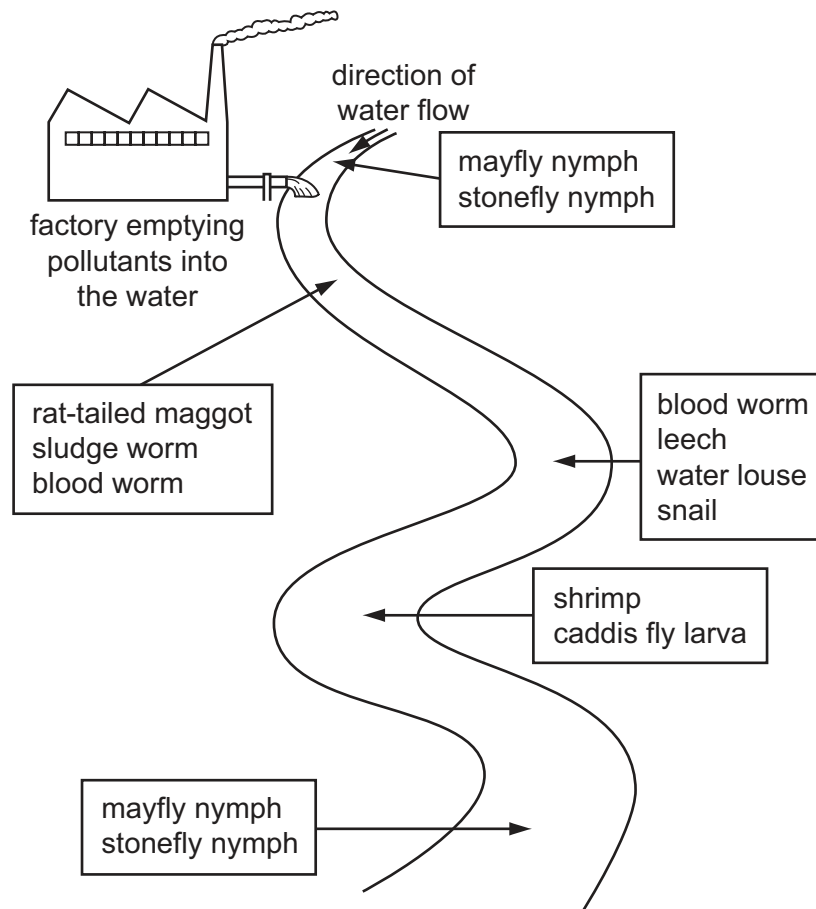 direction of
water flow
mayfly nymph
stonefly nymph
factory emptying
pollutants into
the water
rat-tailed maggot
sludge worm
blood worm
blood worm
leech
water louse
snail
shrimp
caddis fly larva
mayfly nymph
stonefly nymph